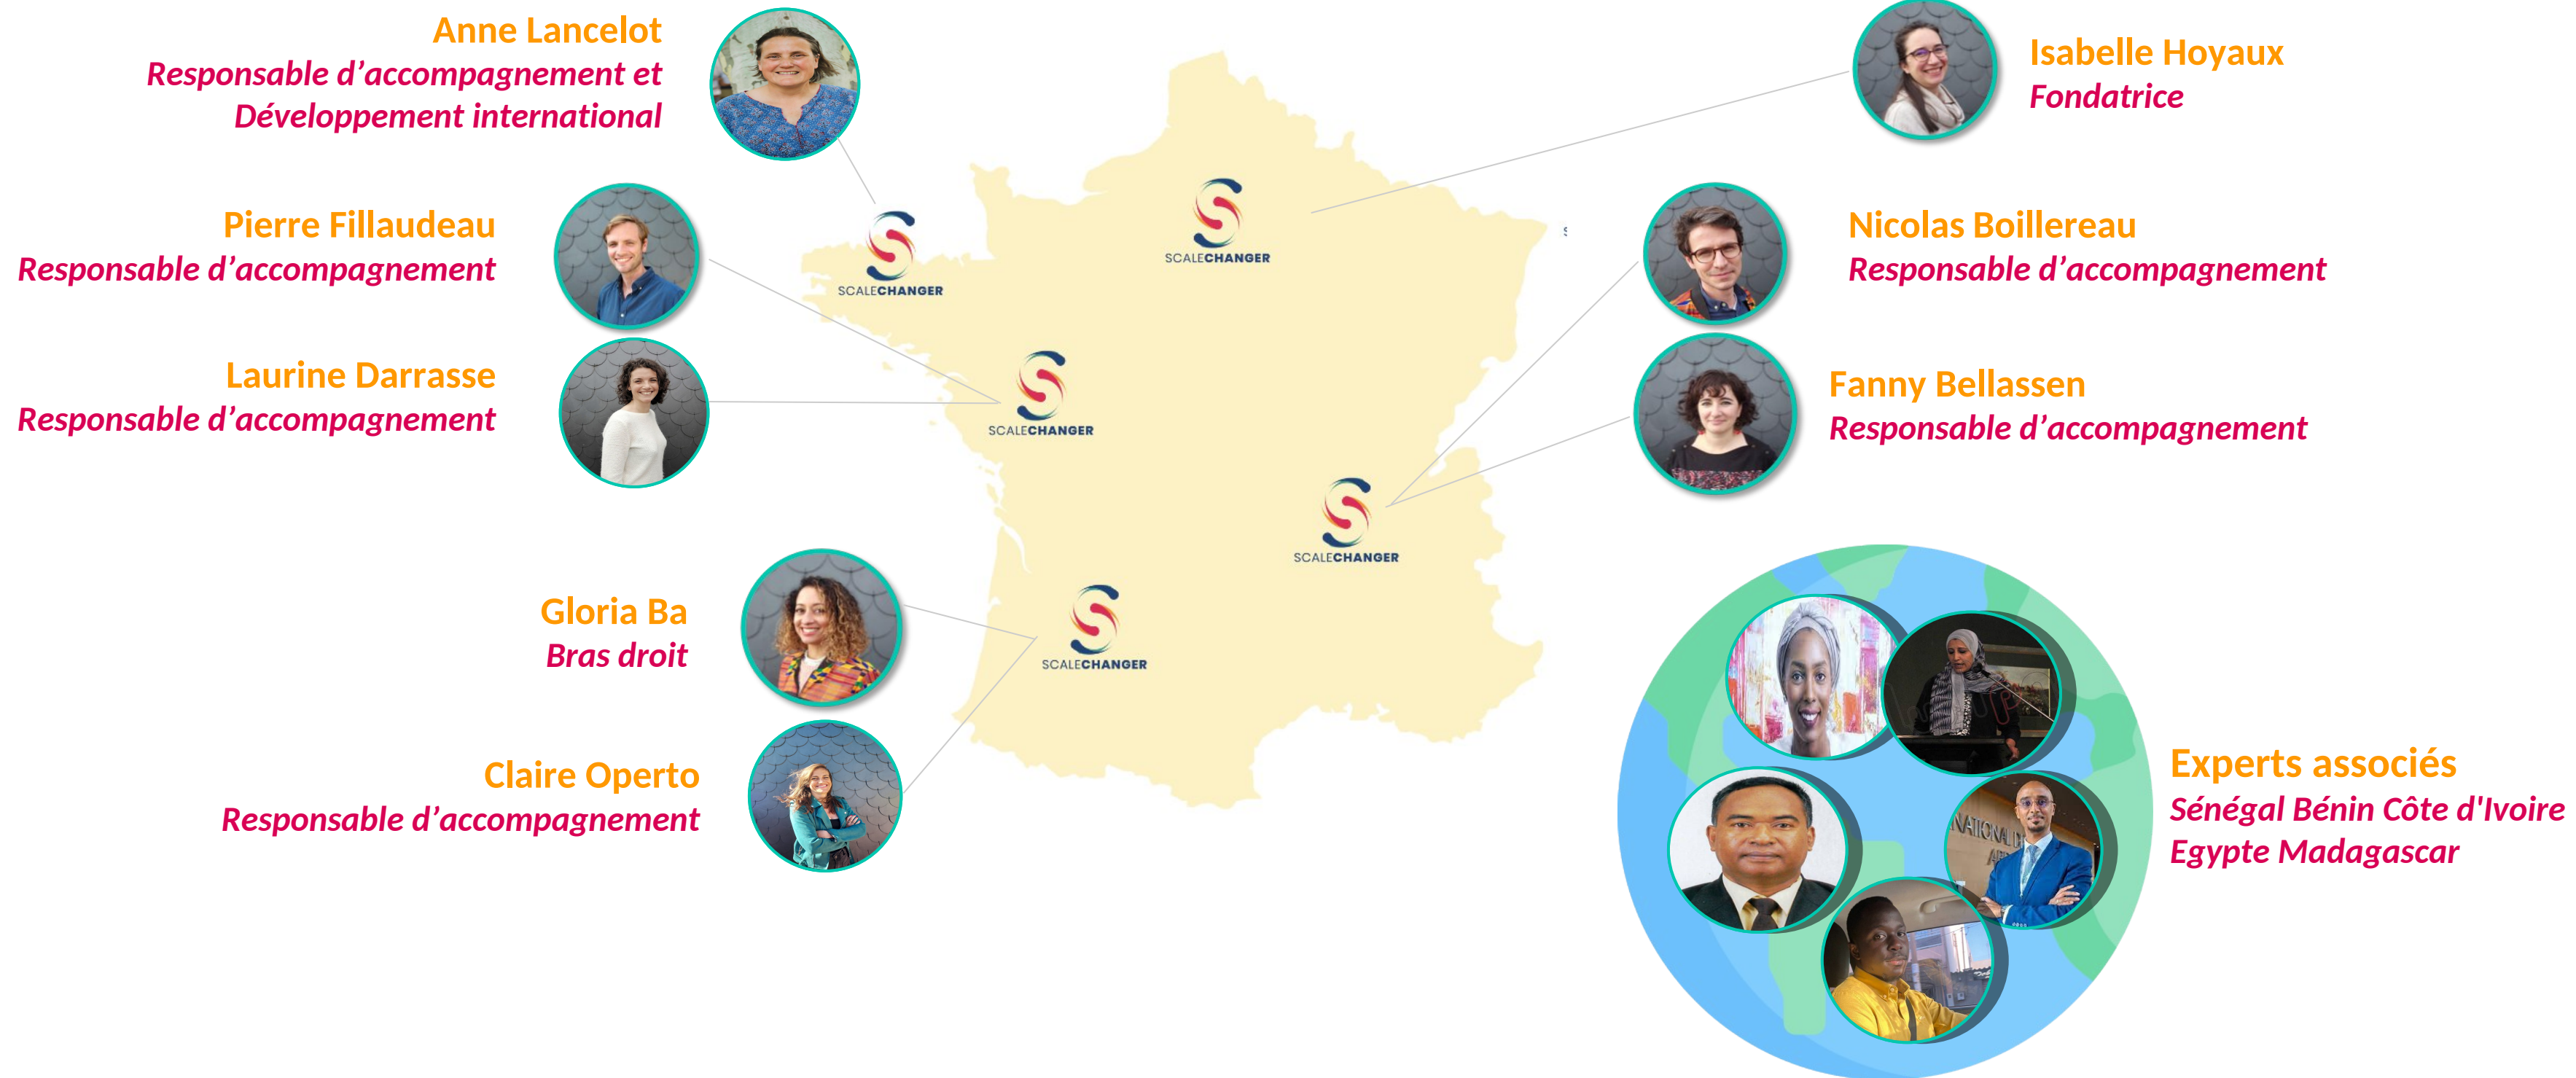 Anne Lancelot
Responsable d’accompagnement et
Développement international
Isabelle Hoyaux
Fondatrice
Pierre Fillaudeau
Responsable d’accompagnement
Nicolas Boillereau
Responsable d’accompagnement
Laurine Darrasse
Responsable d’accompagnement
Fanny Bellassen
Responsable d’accompagnement
SCALECHANGER
SCALECHANGER
SCALECHANGER
SCALECHANGER
SCALECHANGER
Gloria Ba
Bras droit
Claire Operto
Responsable d’accompagnement
Experts associés
Sénégal Bénin Côte d'Ivoire
Egypte Madagascar